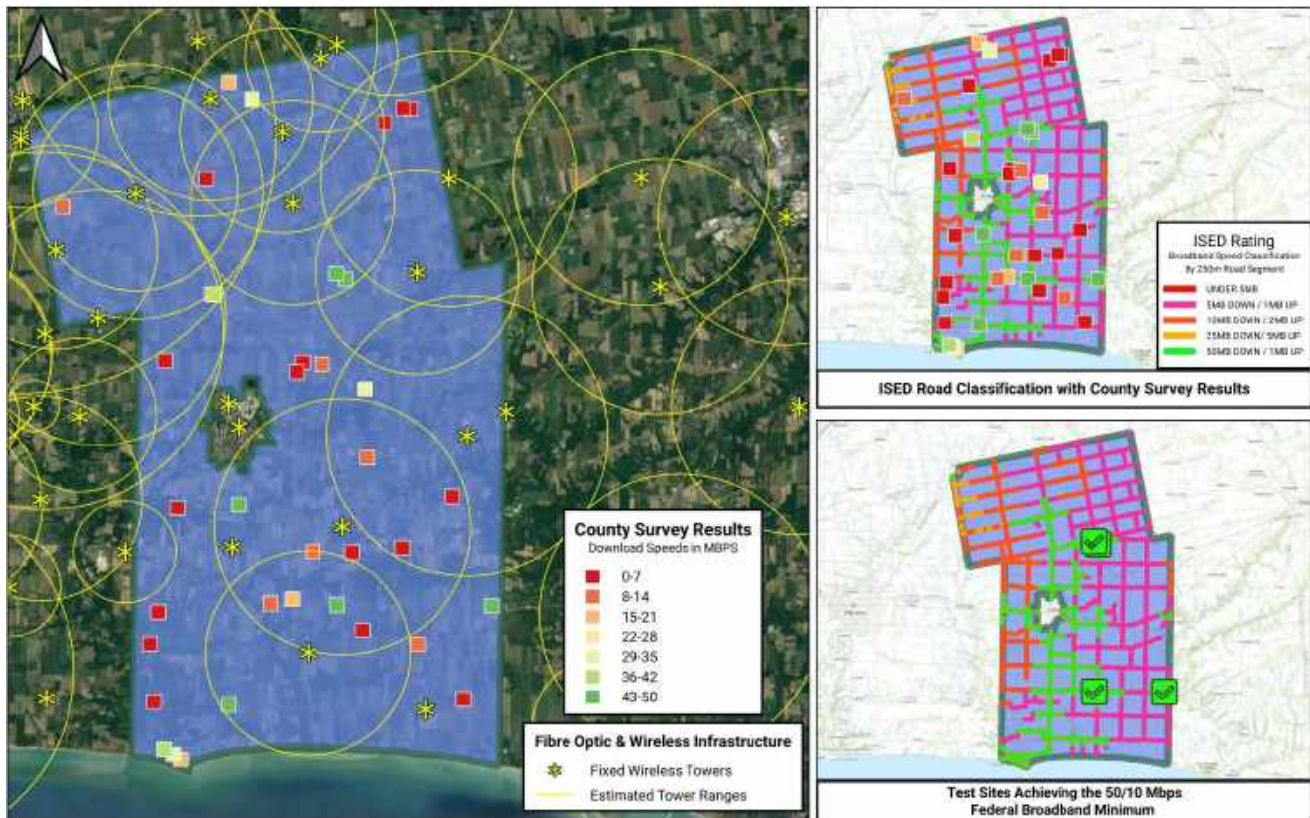 County Survey Results
Download Speeds in MBPS
0-7
8-14
15-21
22-28
29-35
36-42
43-50
Fibre Optic & Wireless Infrastructure
Fixed Wireless Towers
Estimated Tower Ranges
ISED Rating
Broadband Speed Classification
By 250m Road Segment
UNDER 5MB
5MB DOWN / 1MB UP
10MB DOWN / 2MB UP
25MB DOWN / 5MB UP
50MB DOWN / 1MB UP
ISED Road Classification with County Survey Results
Test Sites Achieving the 50/10 Mbps
Federal Broadband Minimum